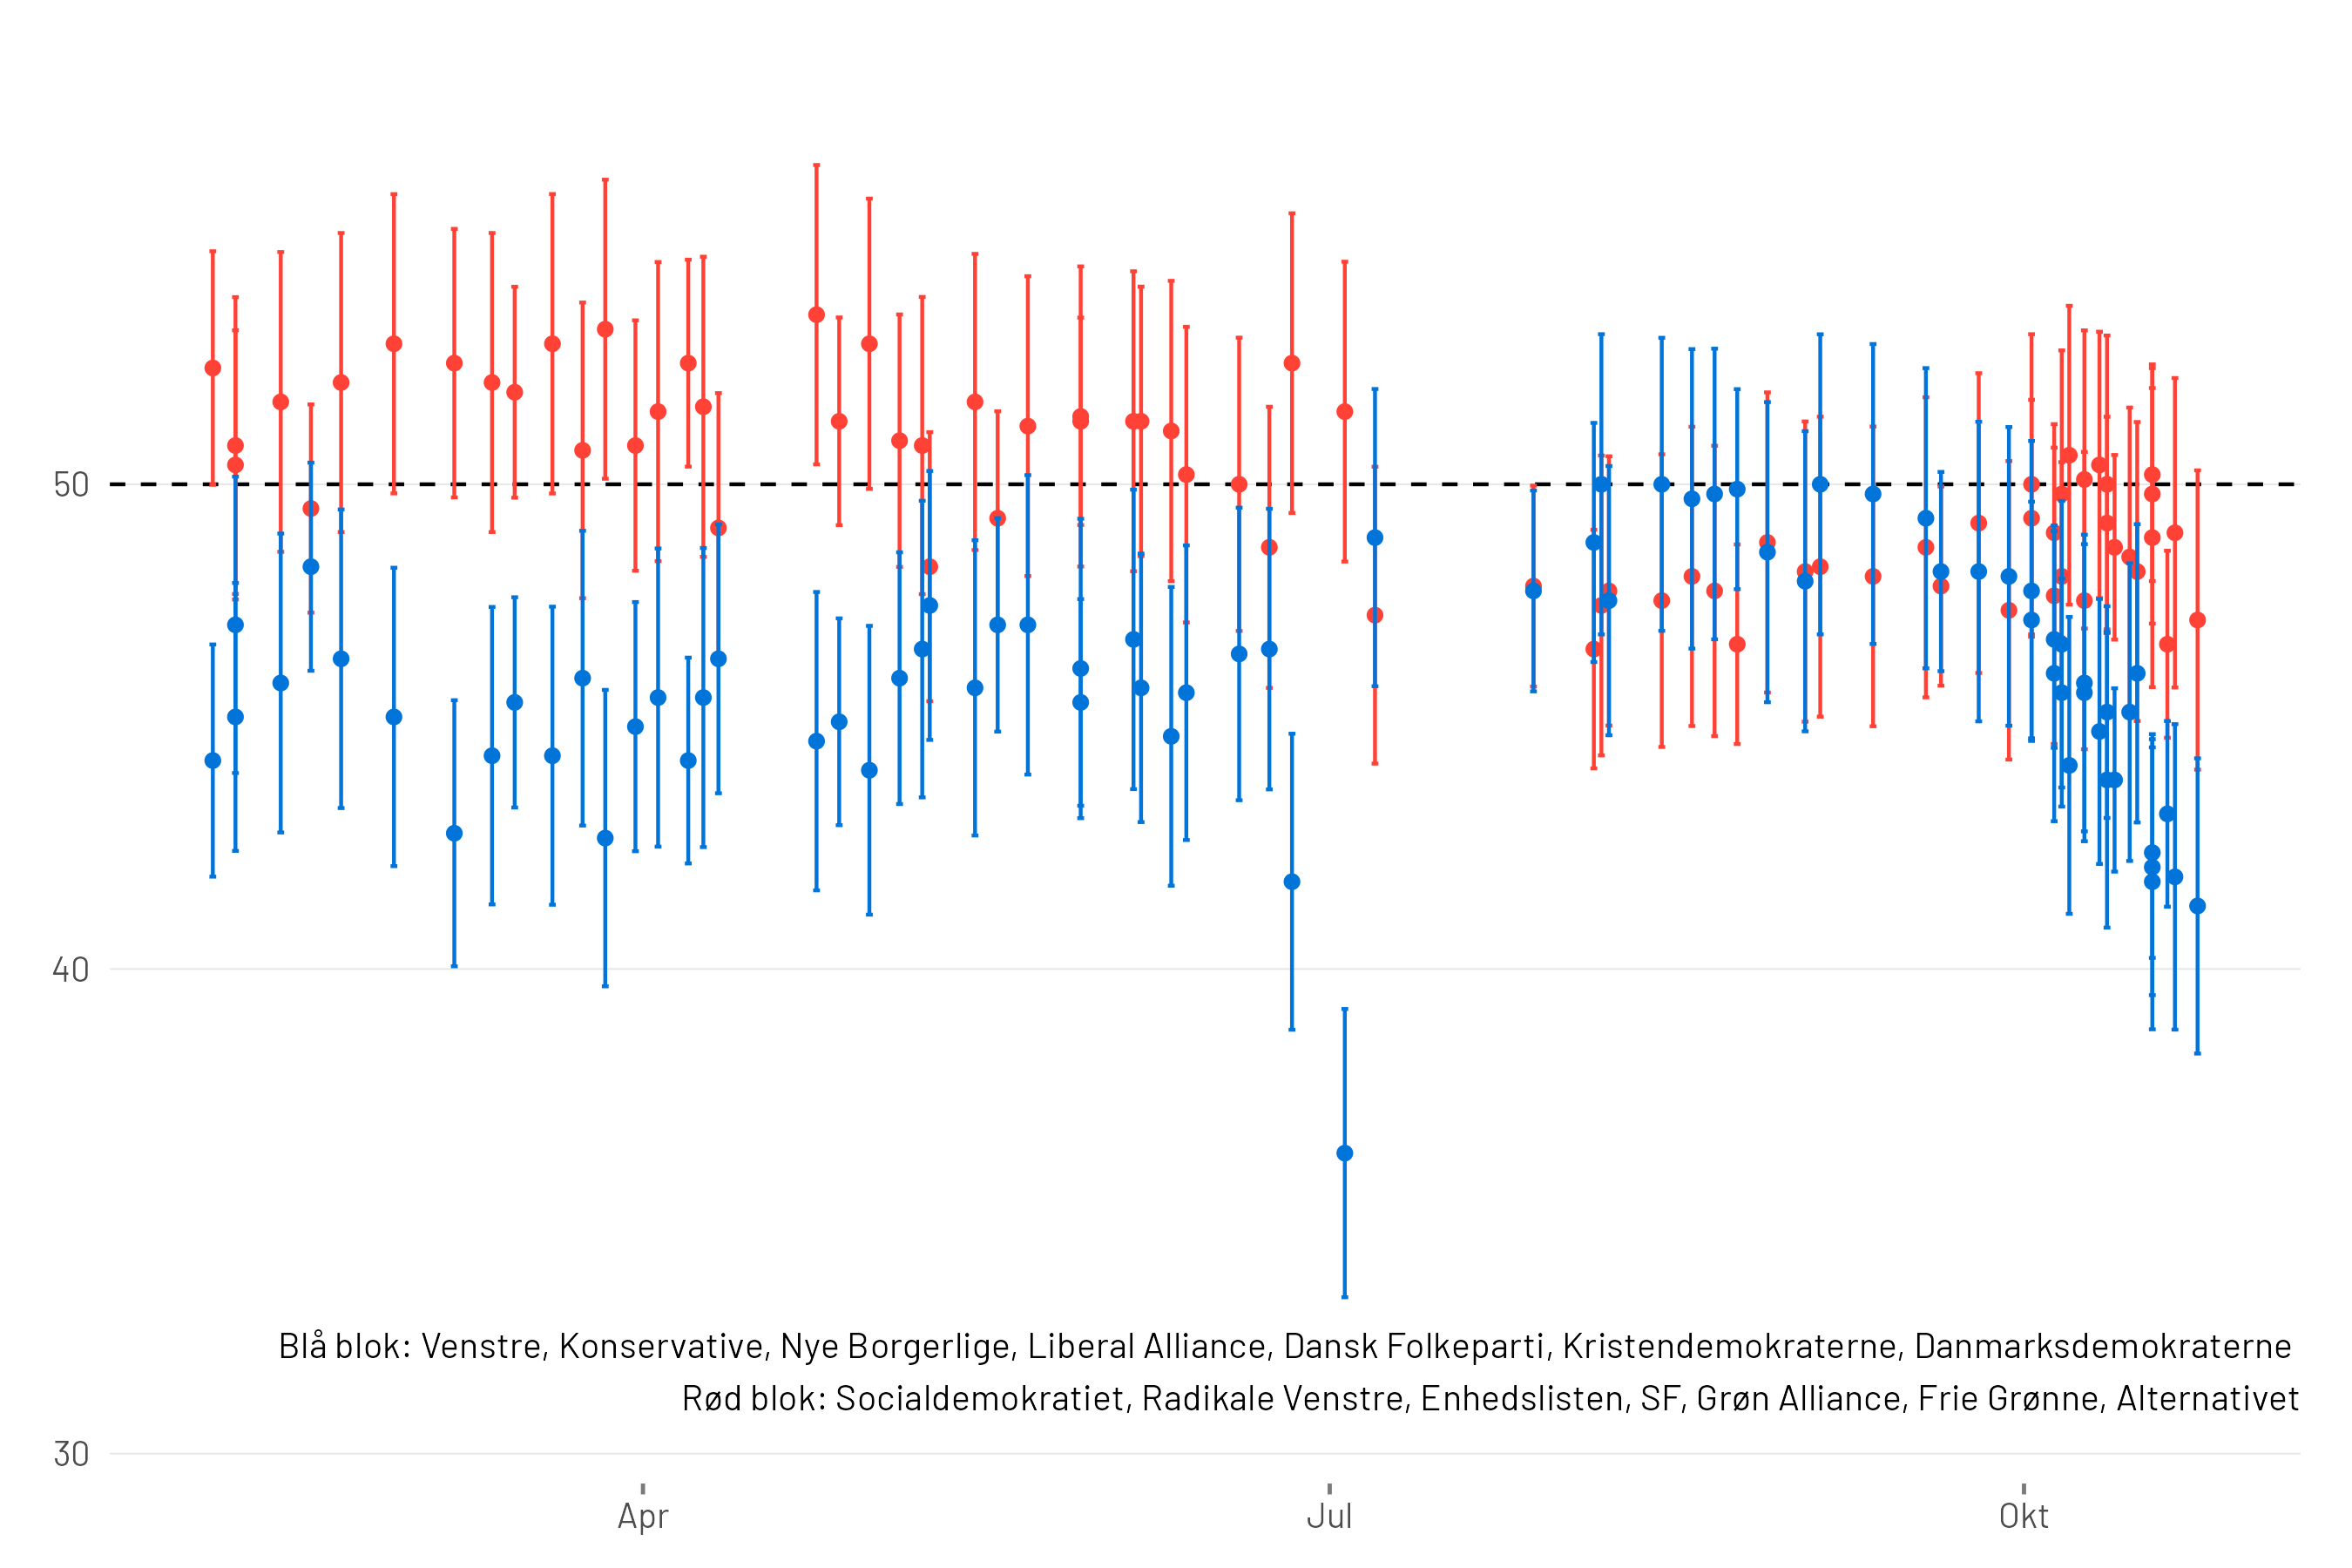 50
40
Blå blok: Venstre, Konservative, Nye Borgerlige, Liberal Alliance, Dansk Folkeparti, Kristendemokraterne, Danmarksdemokraterne
Rød blok: Socialdemokratiet, Radikale Venstre, Enhedslisten, SF, Grøn Alliance, Frie Grønne, Alternativet
30
Apr Jul Okt